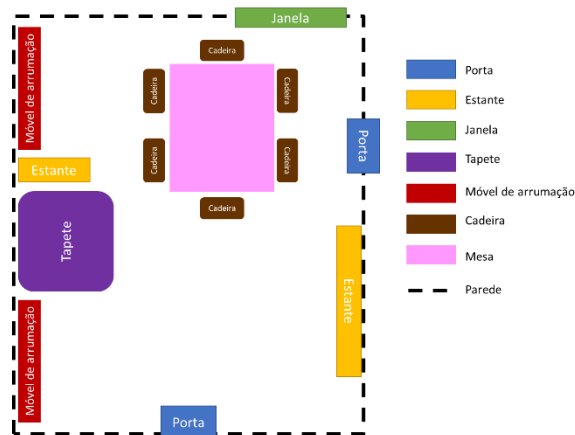 Janela
Móvel de arrumação
Cadeira
Cadeira
Cadeira
Cadeira
Cadeira
Cadeira
Porta
Estante
Tapete
Estante
Móvel de arrumação
Porta
Porta
Estante
Janela
Tapete
Móvel de arrumação
Cadeira
Mesa
Parede